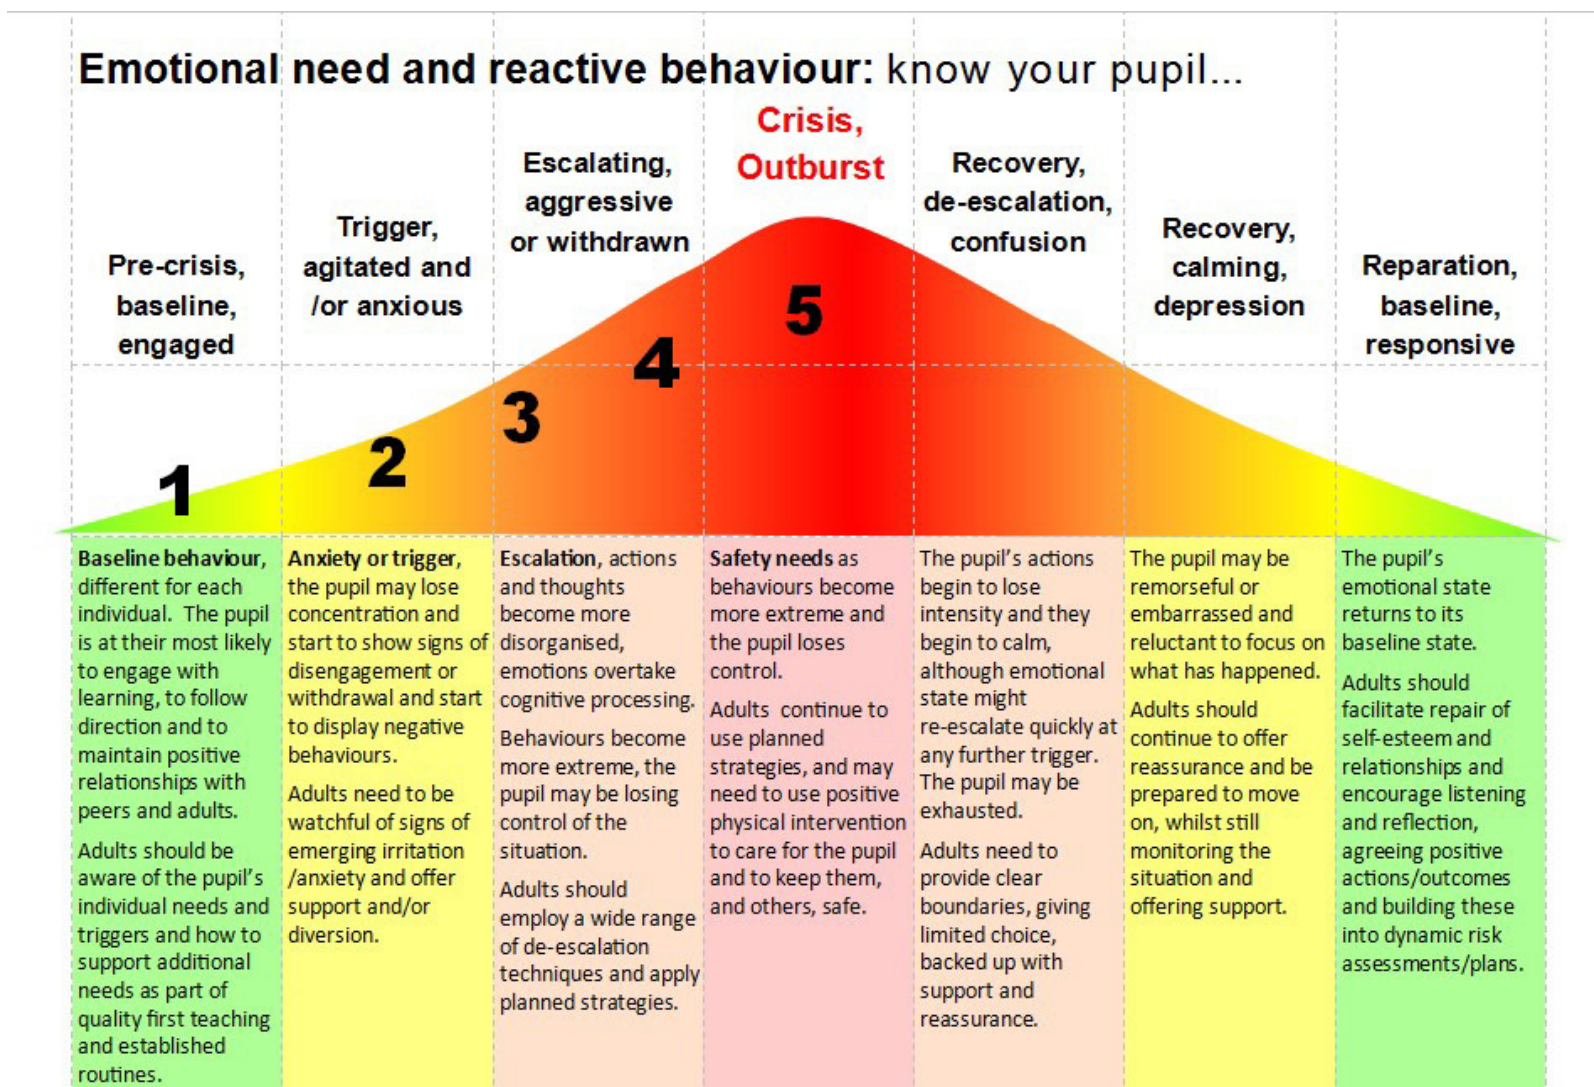 Emotional need and reactive behaviour: know your pupil...
Pre-crisis,
baseline,
engaged
Trigger,
agitated and
/or anxious
Escalating,
aggressive
or withdrawn
Crisis,
Outburst
Recovery,
de-escalation,
confusion
Recovery,
calming,
depression
Reparation,
baseline,
responsive
1
2
3
4
5
Baseline behaviour,
different for each
individual.  The pupil
is at their most likely
to engage with
learning, to follow
direction and to
maintain positive
relationships with
peers and adults.
Adults should be
aware of the pupil’s
individual needs and
triggers and how to
support additional
needs as part of
quality first teaching
and established
routines.
Anxiety or trigger,
the pupil may lose
concentration and
start to show signs of
disengagement or
withdrawal and start
to display negative
behaviours.
Adults need to be
watchful of signs of
emerging irritation
/anxiety and offer
support and/or
diversion.
Escalation, actions
and thoughts
become more
disorganised,
emotions overtake
cognitive processing.
Behaviours become
more extreme, the
pupil may be losing
control of the
situation.
Adults should
employ a wide range
of de-escalation
techniques and apply
planned strategies.
Safety needs as
behaviours become
more extreme and
the pupil loses
control.
Adults  continue to
use planned
strategies, and may
need to use positive
physical intervention
to care for the pupil
and to keep them,
and others, safe.
The pupil’s actions
begin to lose
intensity and they
begin to calm,
although emotional
state might
re-escalate quickly at
any further trigger.
The pupil may be
exhausted.
Adults need to
provide clear
boundaries, giving
limited choice,
backed up with
support and
reassurance.
The pupil may be
remorseful or
embarrassed and
reluctant to focus on
what has happened.
Adults should
continue to offer
reassurance and be
prepared to move
on, whilst still
monitoring the
situation and
offering support.
The pupil’s
emotional state
returns to its
baseline state.
Adults should
facilitate repair of
self-esteem and
relationships and
encourage listening
and reflection,
agreeing positive
actions/outcomes
and building these
into dynamic risk
assessments/plans.